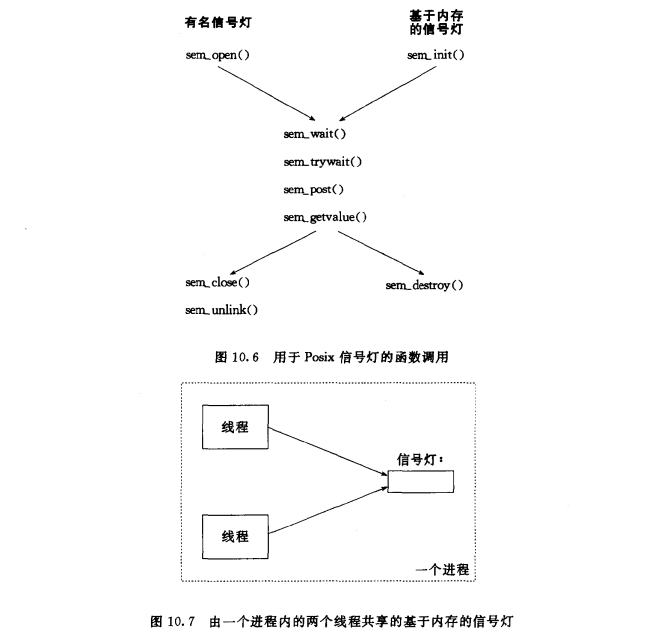 有名信号灯
基于内存
的信号灯
sem_open()
sem_init()
sem_wait()
sem_trywait()
sem_post()
sem_getvalue()
sem_close()
sem_destroy()
sem_unlink()
图 10.6 用于 Posix 信号灯的函数调用
线程
信号灯：
线程
一个进程
图 10.7 由一个进程内的两个线程共享的基于内存的信号灯